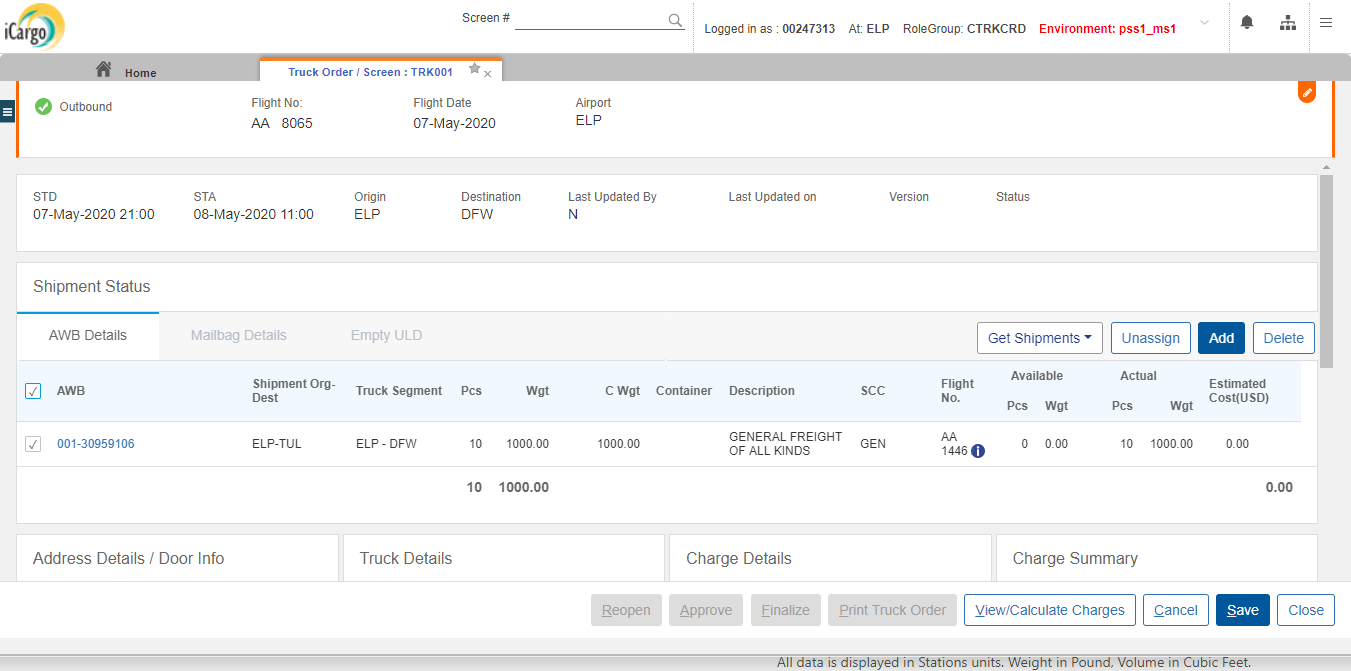 iCargo
Screen #
Logged in as : 00247313 At: ELP RoleGroup: CTRKCRD Environment: pss1_ms1
Home
Truck Order / Screen : TRK001
Outbound
Flight No:
AA 8065
Flight Date
07-May-2020
Airport
ELP
STD
07-May-2020 21:00
STA
08-May-2020 11:00
Origin
ELP
Destination
DFW
Last Updated By
N
Last Updated on
Version
Status
Shipment Status
AWB Details
Mailbag Details
Empty ULD
Get Shipments
Unassign
Add
Delete
AWB
Shipment Org-
Dest
Truck Segment
Pcs
Wgt
C Wgt
Container
Description
SCC
Flight
No.
Available
Pcs Wgt
Actual
Pcs Wgt
Estimated
Cost(USD)
001-30959106
ELP-TUL
ELP - DFW
10
1000.00
1000.00
GENERAL FREIGHT
OF ALL KINDS
GEN
AA
1446
0
0.00
10
1000.00
0.00
10 1000.00 0.00
Address Details / Door Info
Truck Details
Charge Details
Charge Summary
Reopen
Approve
Finalize
Print Truck Order
View/Calculate Charges
Cancel
Save
Close
All data is displayed in Stations units. Weight in Pound, Volume in Cubic Feet.